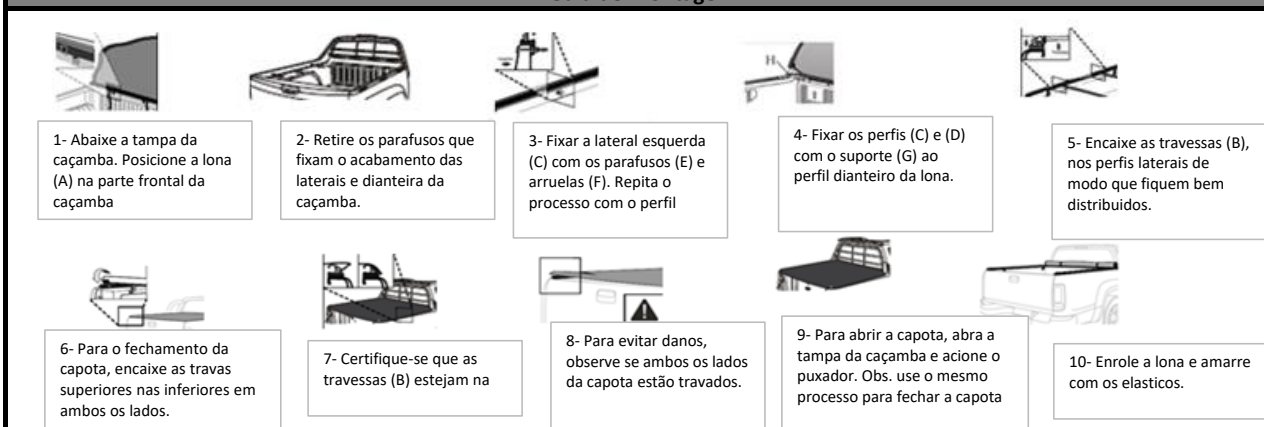 1- Abaixe a tampa da
caçamba. Posicione a lona
(A) na parte frontal da
caçamba
2- Retire os parafusos que
fixam o acabamento das
laterais e dianteira da
caçamba.
3- Fixar a lateral esquerda
(C) com os parafusos (E) e
arruelas (F). Repita o
processo com o perfil
H
4- Fixar os perfis (C) e (D)
com o suporte (G) ao
perfil dianteiro da lona.
5- Encaixe as travessas (B),
nos perfis laterais de
modo que fiquem bem
distribuidos.
6- Para o fechamento da
capota, encaixe as travas
superiores nas inferiores em
ambos os lados.
7- Certifique-se que as
travessas (B) estejam na
8- Para evitar danos,
observe se ambos os lados
da capota estão travados.
9- Para abrir a capota, abra a
tampa da caçamba e acione o
puxador. Obs. use o mesmo
processo para fechar a capota
10- Enrole a lona e amarre
com os elasticos.